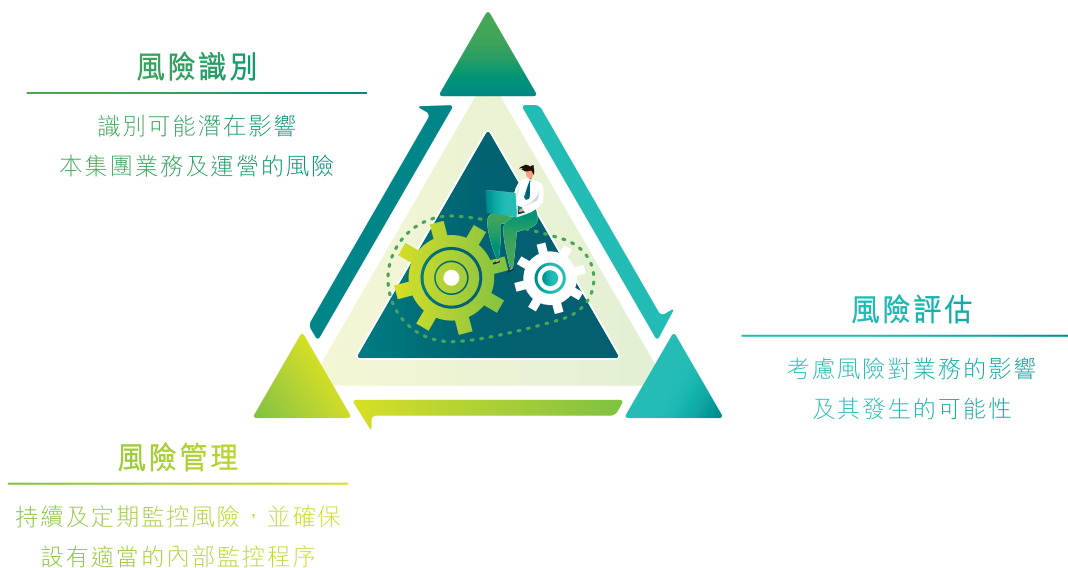 風險識別
識別可能潛在影響
本集團業務及運營的風險
風險評估
考慮風險對業務的影響
及其發生的可能性
風險管理
持續及定期監控風險，並確保
設有適當的內部監控程序